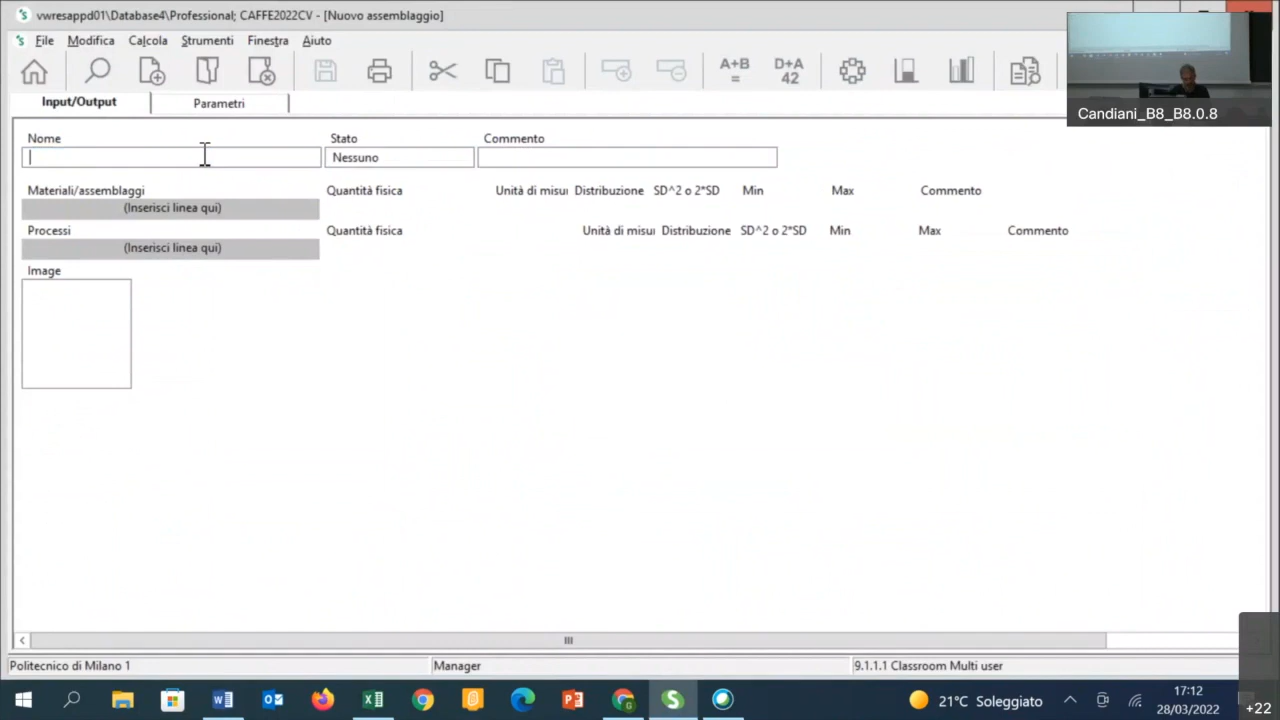 vwresappd01\Database4\Professional; CAFFE2022CV - [Nuovo assemblaggio]
File Modifica Calcola Strumenti Finestra Aiuto
A+B
=
D+A
42
Candiani_B8_B8.0.8
Input/Output Parametri
Nome Stato Commento
Nessuno
Materiali/assemblaggi Quantità fisica Unità di misui Distribuzione SD^2 o 2*SD Min Max Commento
(Inserisci linea qui)
Processi Quantità fisica Unità di misui Distribuzione SD^2 o 2*SD Min Max Commento
(Inserisci linea qui)
Image
Politecnico di Milano 1 Manager 9.1.1.1 Classroom Multi user
21°C Soleggiato
17:12
28/03/2022
+22